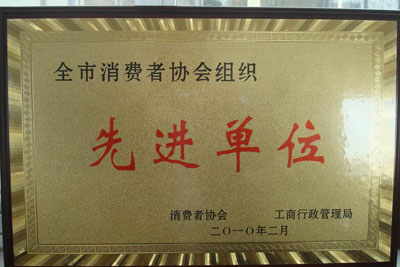 全市消费者协会组织
先进单位
消费者协会 工商行政管理局
二〇一〇年二月